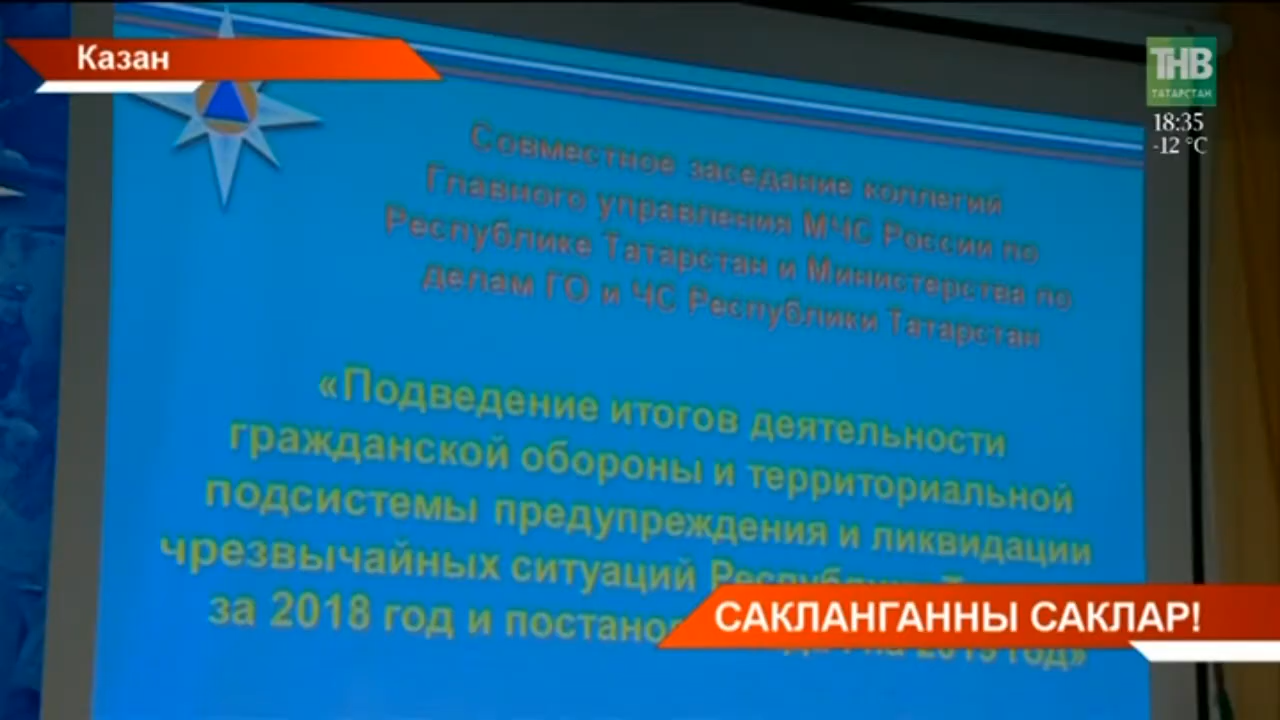 Казан
ТНВ
ТАТАРСТАН
18:35
-12 °C
Совместное заседание коллегий
Главного управления МЧС России по
Республике Татарстан и Министерства по
делам ГО и ЧС Республики Татарстан
«Подведение итогов деятельности
гражданской обороны и территориальной
подсистемы предупреждения и ликвидации
чрезвычайных ситуаций Республики
за 2018 год и год»
САКЛАНГАННЫ САКЛАР!